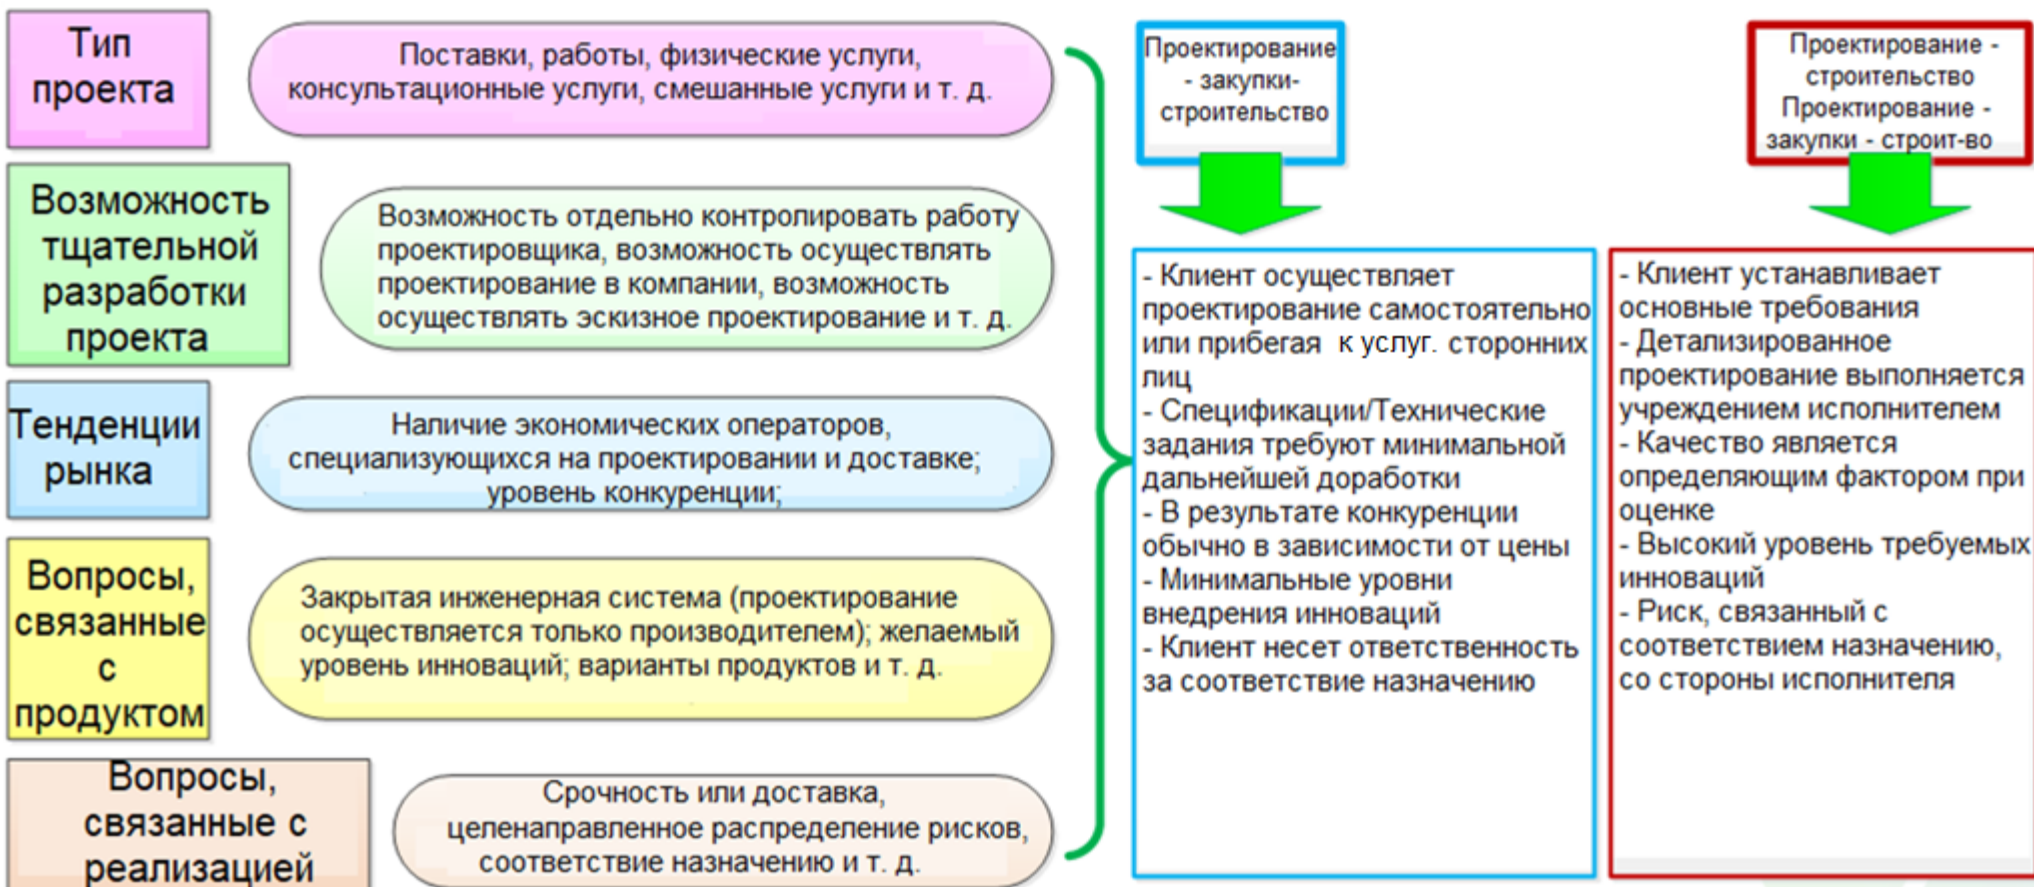 Тип
проекта
Поставки, работы, физические услуги,
консультационные услуги, смешанные услуги и т. д.
Возможность
тщательной
разработки
проекта
Возможность отдельно контролировать работу
проектировщика, возможность осуществлять
проектирование в компании, возможность
осуществлять эскизное проектирование и т. д.
Тенденции
рынка
Наличие экономических операторов,
специализующихся на проектировании и доставке;
уровень конкуренции;
Вопросы,
связанные
с
продуктом
Закрытая инженерная система (проектирование
осуществляется только производителем); желаемый
уровень инноваций; варианты продуктов и т. д.
Вопросы,
связанные с
реализацией
Срочность или доставка,
целенаправленное распределение рисков,
соответствие назначению и т. д.
Проектирование
- закупки-
строительство
- Клиент осуществляет
проектирование самостоятельно
или прибегая к услуг. сторонних
лиц
- Спецификации/Технические
задания требуют минимальной
дальнейшей доработки
- В результате конкуренции
обычно в зависимости от цены
- Минимальные уровни
внедрения инноваций
- Клиент несет ответственность
за соответствие назначению
Проектирование -
строительство
Проектирование -
закупки - строит-во
- Клиент устанавливает
основные требования
- Детализированное
проектирование выполняется
учреждением исполнителем
- Качество является
определяющим фактором при
оценке
- Высокий уровень требуемых
инноваций
- Риск, связанный с
соответствием назначению,
со стороны исполнителя